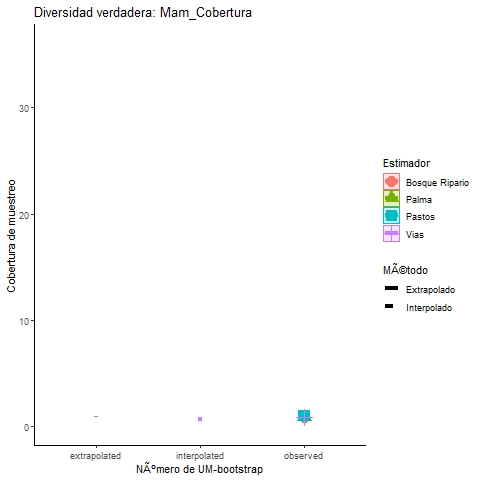 Diversidad verdadera: Mam_Cobertura
Cobertura de muestreo
30
20
10
0
extrapolated
interpolated
observed
NÃºmero de UM-bootstrap
Estimador
Bosque Ripario
Palma
Pastos
Vias
MÃ©todo
Extrapolado
Interpolado